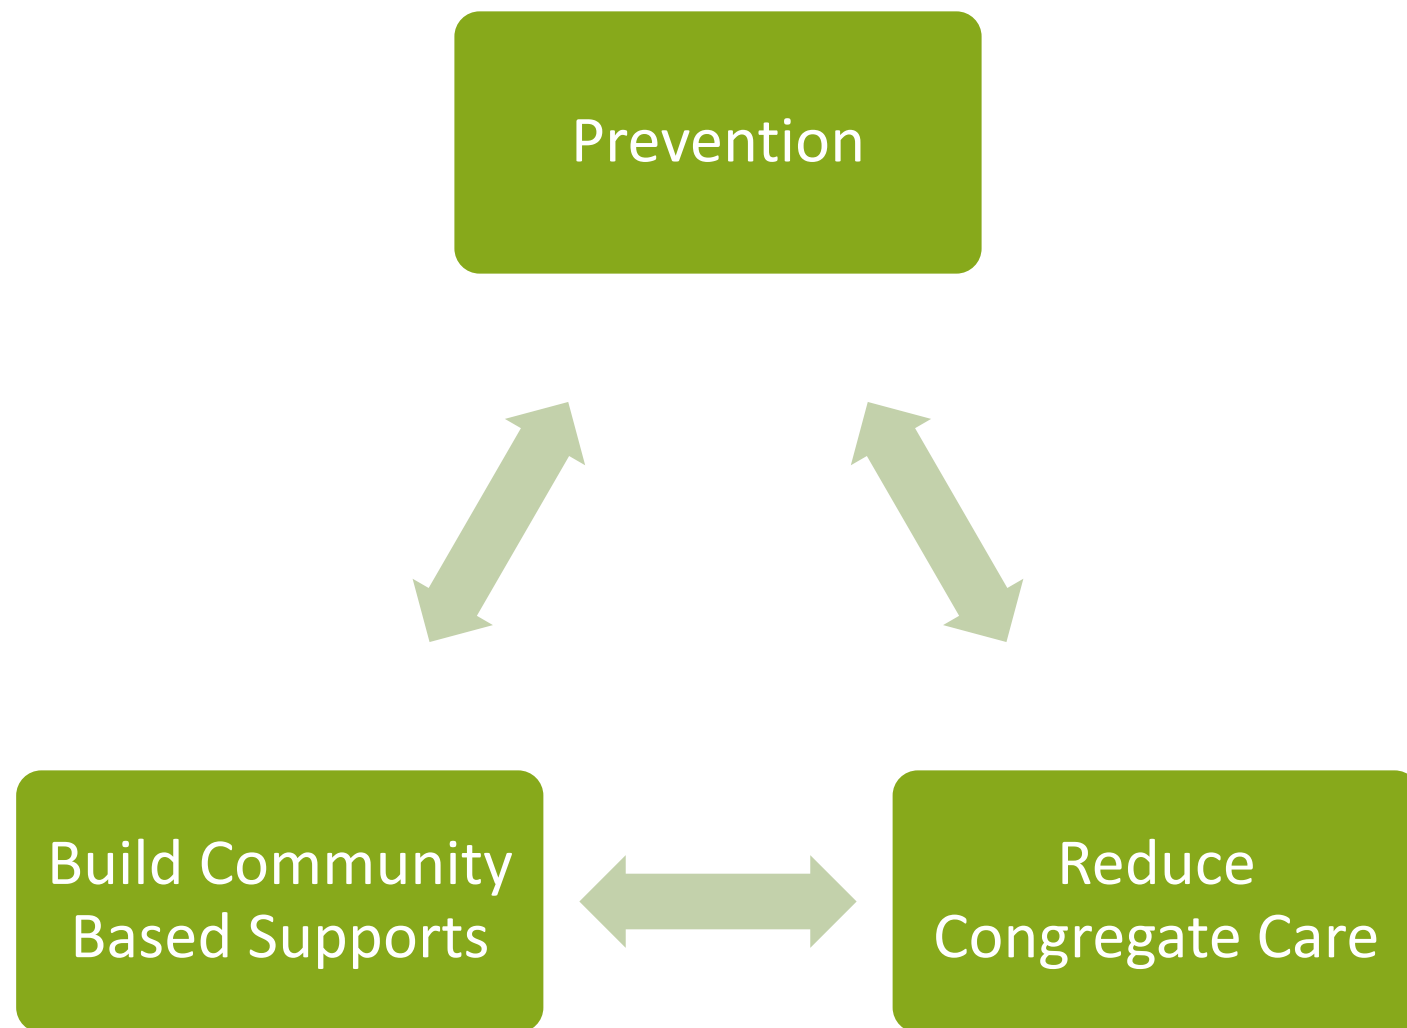 Prevention
Build Community
Based Supports
Reduce
Congregate Care